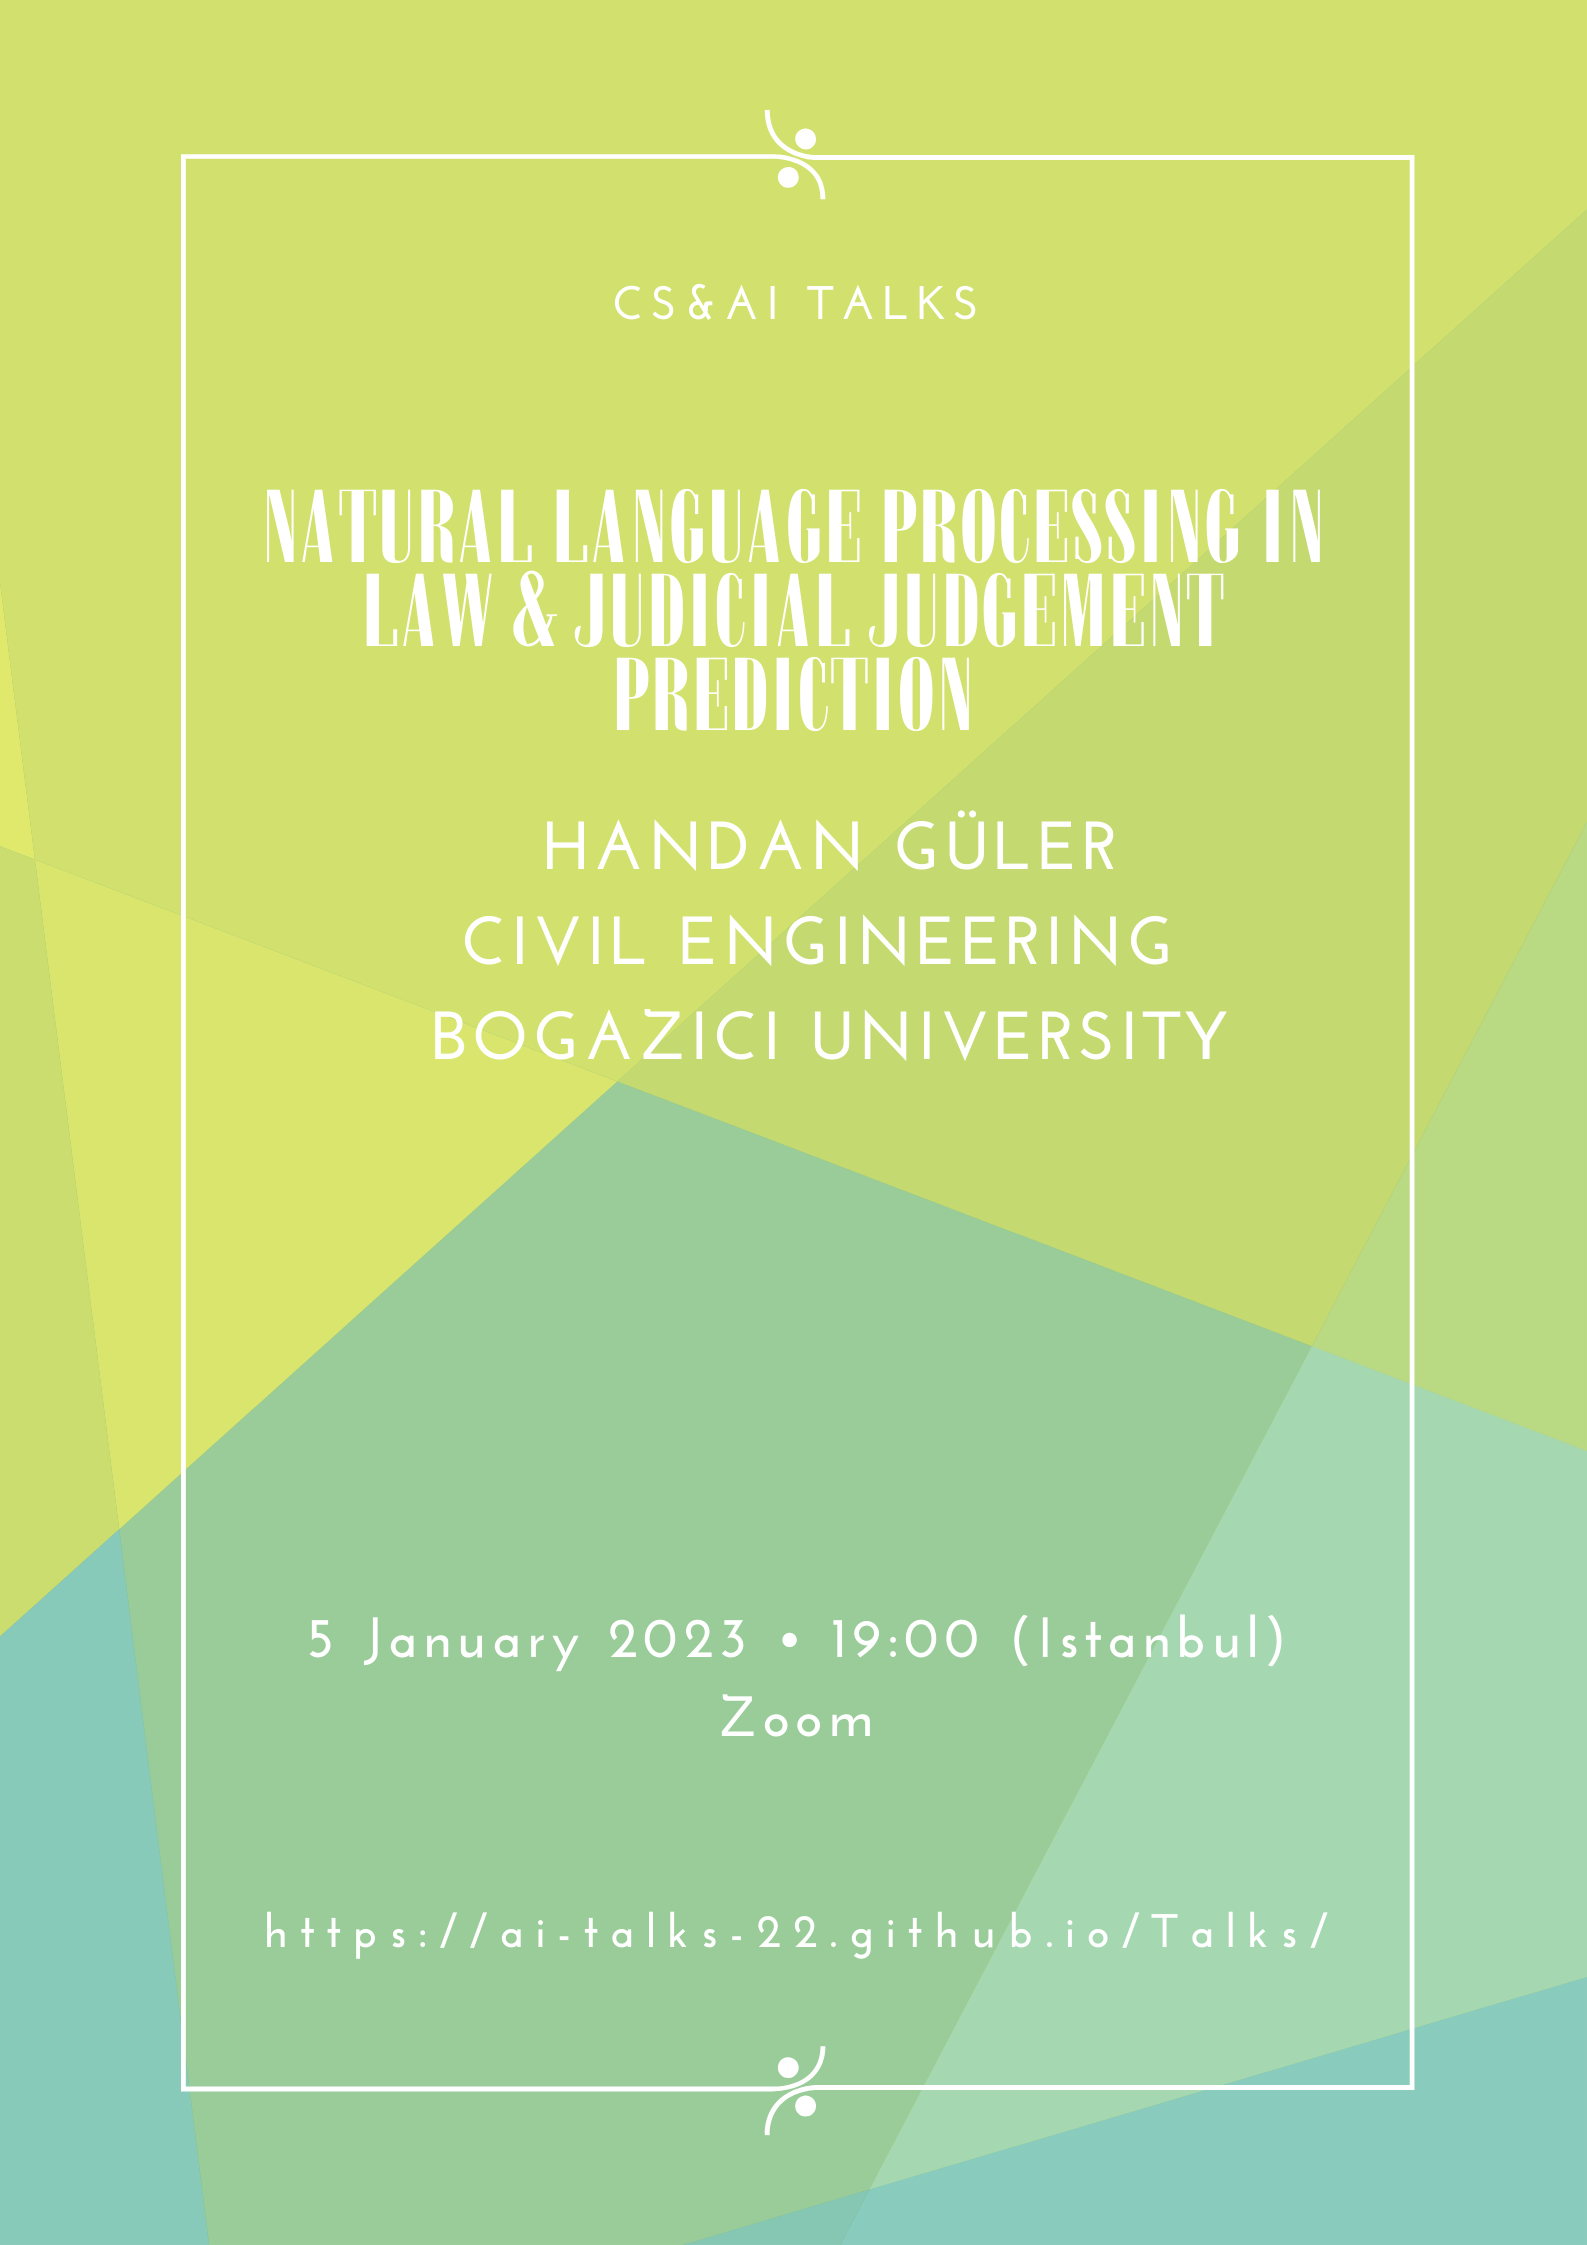 CS&AI TALKS
NATURAL LANGUAGE PROCESSING IN
LAW & JUDICIAL JUDGEMENT
PREDICTION
HANDAN GÜLER
CIVIL ENGINEERING
BOGAZICI UNIVERSITY
5 January 2023 • 19:00 (Istanbul)
Zoom
https://ai-talks-22.github.io/Talks/